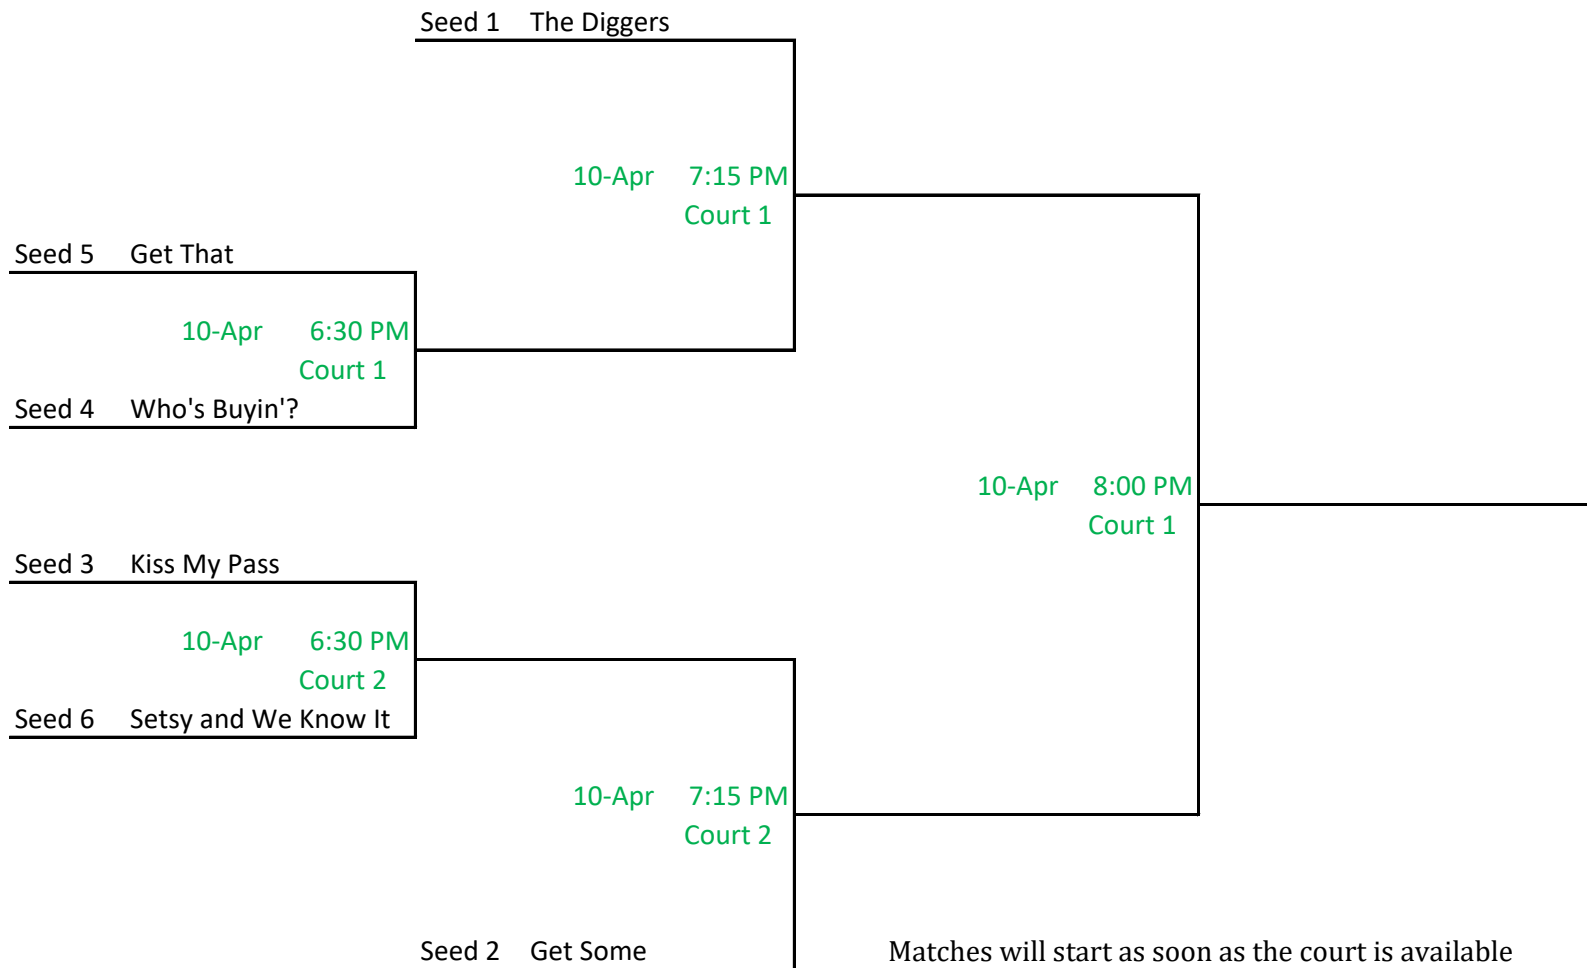 Seed 1 The Diggers
10-Apr 7:15 PM
Court 1
Seed 5 Get That
10-Apr 6:30 PM
Court 1
Seed 4 Who's Buyin'?
10-Apr 8:00 PM
Court 1
Seed 3 Kiss My Pass
10-Apr 6:30 PM
Court 2
Seed 6 Setsy and We Know It
10-Apr 7:15 PM
Court 2
Seed 2 Get Some
Matches will start as soon as the court is available